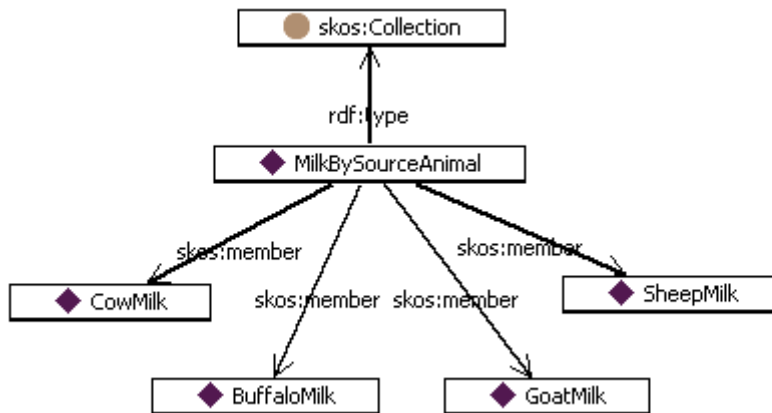 skos:Collection
rdf:type
MilkBySourceAnimal
skos:member
skos:member
CowMilk
SheepMilk
skos:member
skos:member
BuffaloMilk
GoatMilk